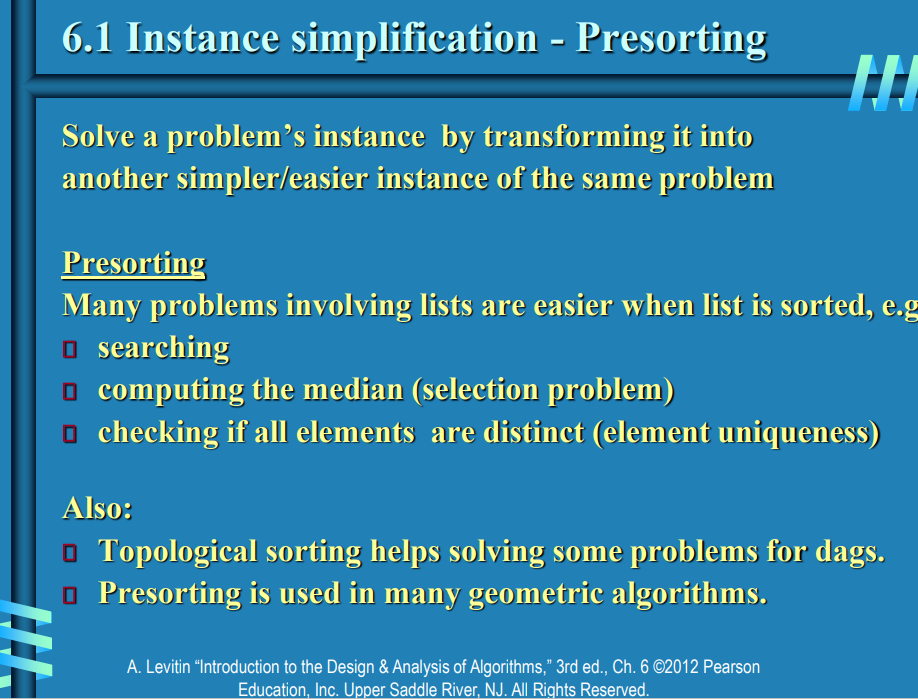 6.1 Instance simplification - Presorting
Solve a problem’s instance  by transforming it into
another simpler/easier instance of the same problem
Presorting
Many problems involving lists are easier when list is sorted, e.g
searching
computing the median (selection problem)
checking if all elements  are distinct (element uniqueness)
Also:
Topological sorting helps solving some problems for dags.
Presorting is used in many geometric algorithms.
A. Levitin “Introduction to the Design & Analysis of Algorithms,” 3rd ed., Ch. 6 ©2012 Pearson
Education, Inc. Upper Saddle River, NJ. All Rights Reserved.